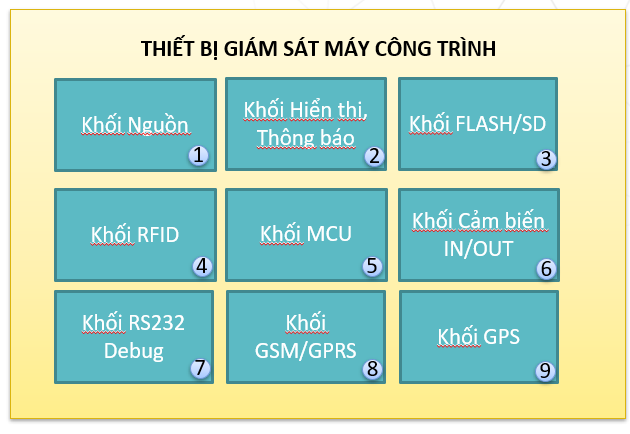 THIẾT BỊ GIÁM SÁT MÁY CÔNG TRÌNH
Khối Nguồn
1
Khối Hiển thị,
Thông báo
2
Khối FLASH/SD
3
Khối RFID
4
Khối MCU
5
Khối Cảm biến
IN/OUT
6
Khối RS232
Debug
7
Khối
GSM/GPRS
8
Khối GPS
9